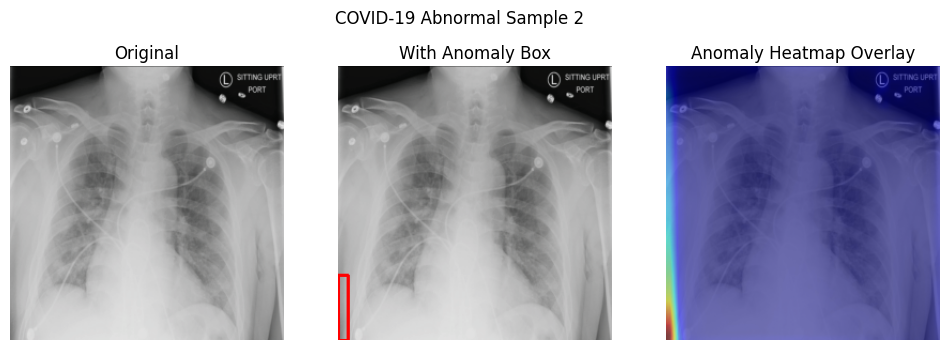 COVID-19 Abnormal Sample 2
Original
With Anomaly Box
Anomaly Heatmap Overlay
L SITTING UPRT
PORT
L SITTING UPRT
PORT
L SITTING UPRT
PORT